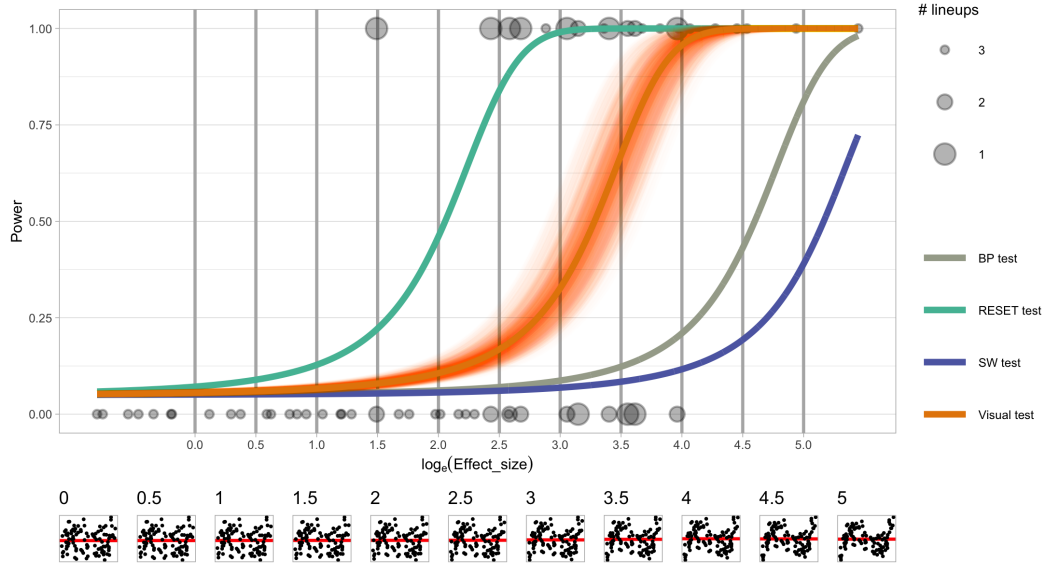 # lineups
3
2
1
BP test
RESET test
SW test
Visual test
Power
1.00
0.75
0.50
0.25
0.00
0.0 0.5 1.0 1.5 2.0 2.5 3.0 3.5 4.0 4.5 5.0
logₑ(Effect_size)
0 0.5 1 1.5 2 2.5 3 3.5 4 4.5 5